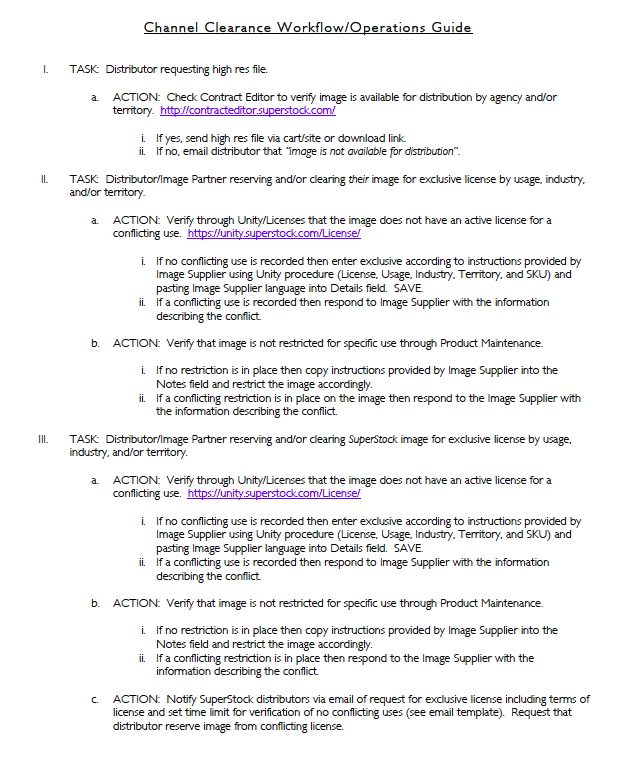 Channel Clearance Workflow/Operations Guide
I. TASK: Distributor requesting high res file.
a. ACTION: Check Contract Editor to verify image is available for distribution by agency and/or
territory. http://contracteditor.superstock.com/
i. If yes, send high res file via cart/site or download link.
ii. If no, email distributor that "image is not available for distribution".
II. TASK: Distributor/Image Partner reserving and/or clearing their image for exclusive license by usage, industry,
and/or territory.
a. ACTION: Verify through Unity/Licenses that the image does not have an active license for a
conflicting use. https://unity.superstock.com/License/
i. If no conflicting use is recorded then enter exclusive according to instructions provided by
Image Supplier using Unity procedure (License, Usage, Industry, Territory, and SKU) and
pasting Image Supplier language into Details field. SAVE.
ii. If a conflicting use is recorded then respond to Image Supplier with the information
describing the conflict.
b. ACTION: Verify that image is not restricted for specific use through Product Maintenance.
i. If no restriction is in place then copy instructions provided by Image Supplier into the
Notes field and restrict the image accordingly.
ii. If a conflicting restriction is in place on the image then respond to the Image Supplier with
the information describing the conflict.
III. TASK: Distributor/Image Partner reserving and/or clearing SuperStock image for exclusive license by usage,
industry, and/or territory.
a. ACTION: Verify through Unity/Licenses that the image does not have an active license for a
conflicting use. https://unity.superstock.com/License/
i. If no conflicting use is recorded then enter exclusive according to instructions provided by
Image Supplier using Unity procedure (License, Usage, Industry, Territory, and SKU) and
pasting Image Supplier language into Details field. SAVE.
ii. If a conflicting use is recorded then respond to Image Supplier with the information
describing the conflict.
b. ACTION: Verify that image is not restricted for specific use through Product Maintenance.
i. If no restriction is in place then copy instructions provided by Image Supplier into the
Notes field and restrict the image accordingly.
ii. If a conflicting restriction is in place then respond to the Image Supplier with the
information describing the conflict.
c. ACTION: Notify SuperStock distributors via email of request for exclusive license including terms of
license and set time limit for verification of no conflicting uses (see email template). Request that
distributor reserve image from conflicting license.